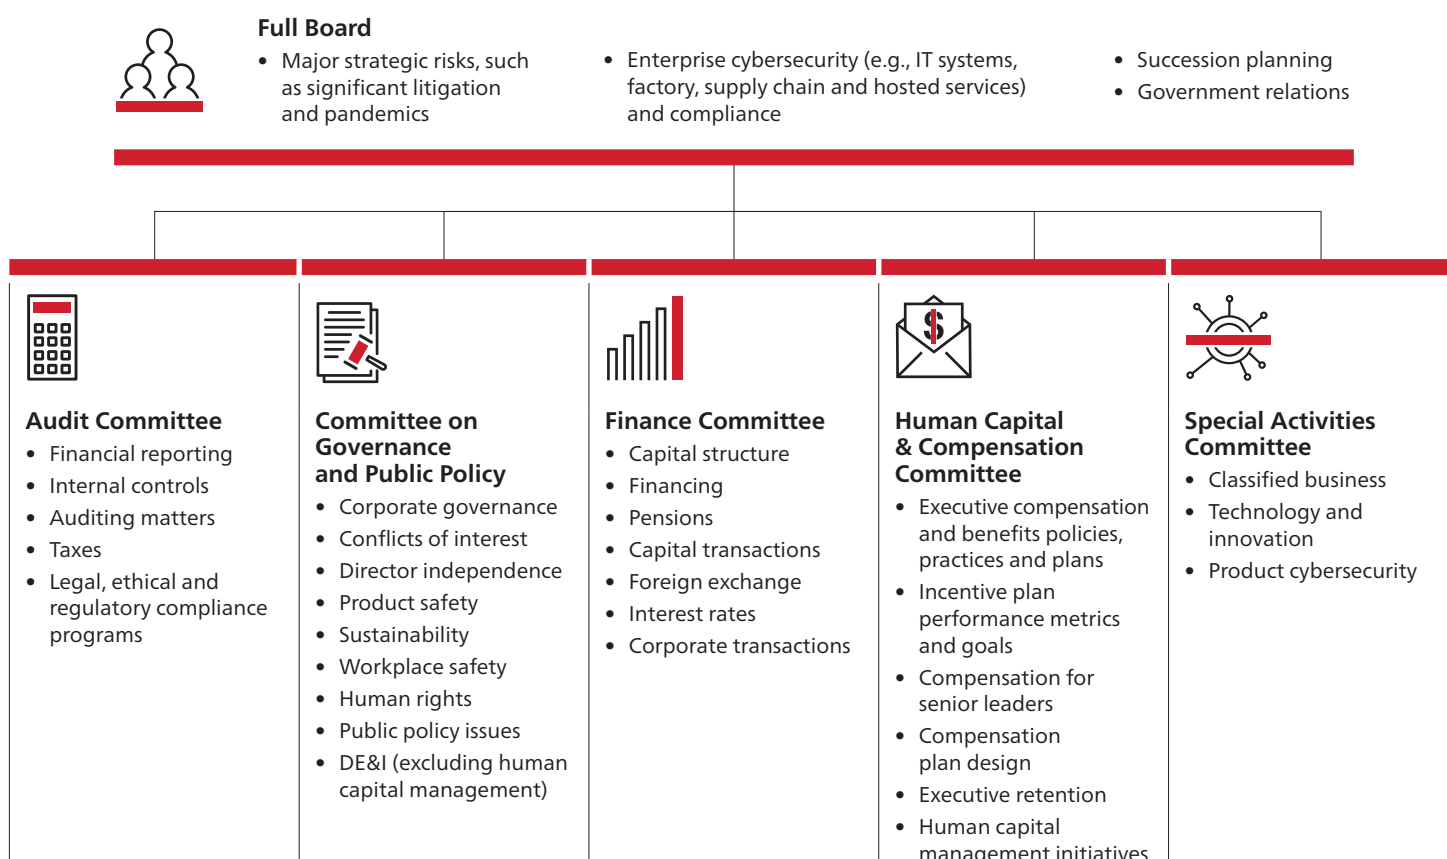 Full Board
• Major strategic risks, such
as significant litigation
and pandemics
• Enterprise cybersecurity (e.g., IT systems,
factory, supply chain and hosted services)
and compliance
• Succession planning
• Government relations
Audit Committee
• Financial reporting
• Internal controls
• Auditing matters
• Taxes
• Legal, ethical and
regulatory compliance
programs
Committee on
Governance
and Public Policy
• Corporate governance
• Conflicts of interest
• Director independence
• Product safety
• Sustainability
• Workplace safety
• Human rights
• Public policy issues
• DE&I (excluding human
capital management)
Finance Committee
• Capital structure
• Financing
• Pensions
• Capital transactions
• Foreign exchange
• Interest rates
• Corporate transactions
$
Human Capital
& Compensation
Committee
• Executive compensation
and benefits policies,
practices and plans
• Incentive plan
performance metrics
and goals
• Compensation for
senior leaders
• Compensation
plan design
• Executive retention
• Human capital
management initiatives
Special Activities
Committee
• Classified business
• Technology and
innovation
• Product cybersecurity